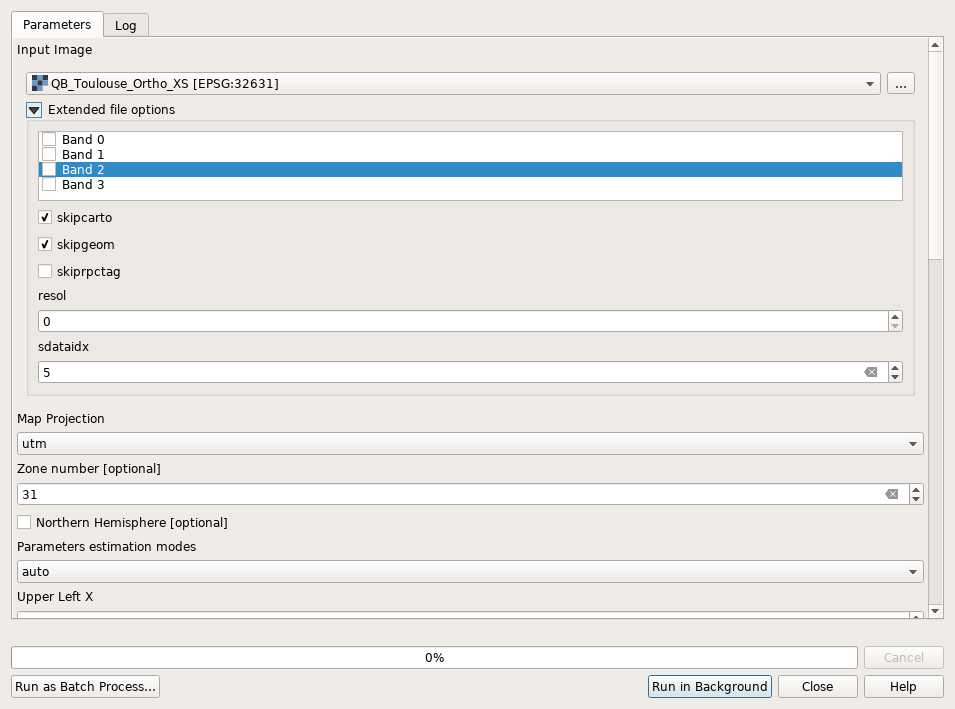 Parameters
Log
Input Image
QB_Toulouse_Ortho_XS [EPSG:32631]
...
Extended file options
Band 0
Band 1
Band 2
Band 3
skipcarto
skipgeom
skiprpctag
resol
0
sdataidx
5
Map Projection
utm
Zone number [optional]
31
Northern Hemisphere [optional]
Parameters estimation modes
auto
Upper Left X
0%
Cancel
Run as Batch Process...
Run in Background
Close
Help